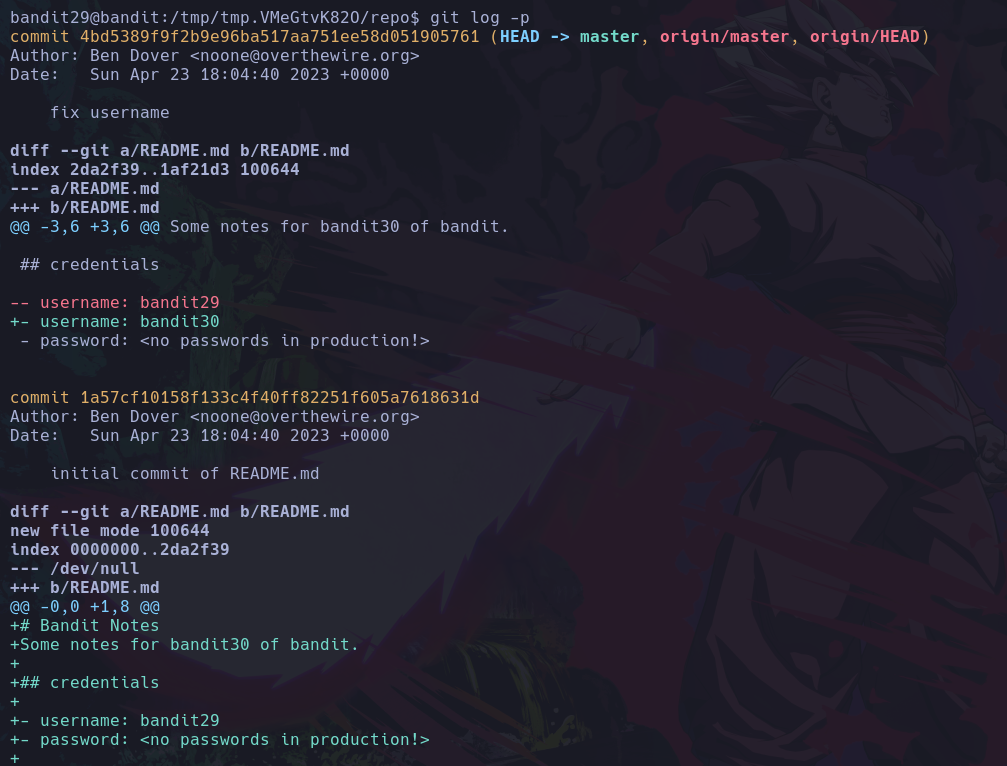 bandit29@bandit:/tmp/tmp.VMeGtvK82O/repo$ git log -p
commit 4bd5389f9f2b9e96ba517aa751ee58d051905761 (HEAD -> master, origin/master, origin/HEAD)
Author: Ben Dover <noone@overthewire.org>
Date:   Sun Apr 23 18:04:40 2023 +0000

    fix username

diff --git a/README.md b/README.md
index 2da2f39..1af21d3 100644
--- a/README.md
+++ b/README.md
@@ -3,6 +3,6 @@ Some notes for bandit30 of bandit.

 ## credentials

-- username: bandit29
+- username: bandit30
 - password: <no passwords in production!>


commit 1a57cf10158f133c4f40ff82251f605a7618631d
Author: Ben Dover <noone@overthewire.org>
Date:   Sun Apr 23 18:04:40 2023 +0000

    initial commit of README.md

diff --git a/README.md b/README.md
new file mode 100644
index 0000000..2da2f39
--- /dev/null
+++ b/README.md
@@ -0,0 +1,8 @@
+# Bandit Notes
+Some notes for bandit30 of bandit.
+
+## credentials
+
+- username: bandit29
+- password: <no passwords in production!>
+